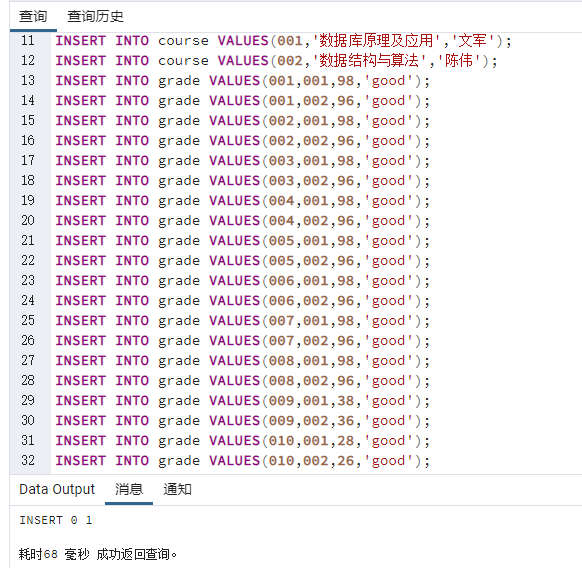 查询 查询历史
11 INSERT INTO course VALUES(001,'数据库原理及应用','文军');
12 INSERT INTO course VALUES(002,'数据结构与算法','陈伟');
13 INSERT INTO grade VALUES(001,001,98,'good');
14 INSERT INTO grade VALUES(001,002,96,'good');
15 INSERT INTO grade VALUES(002,001,98,'good');
16 INSERT INTO grade VALUES(002,002,96,'good');
17 INSERT INTO grade VALUES(003,001,98,'good');
18 INSERT INTO grade VALUES(003,002,96,'good');
19 INSERT INTO grade VALUES(004,001,98,'good');
20 INSERT INTO grade VALUES(004,002,96,'good');
21 INSERT INTO grade VALUES(005,001,98,'good');
22 INSERT INTO grade VALUES(005,002,96,'good');
23 INSERT INTO grade VALUES(006,001,98,'good');
24 INSERT INTO grade VALUES(006,002,96,'good');
25 INSERT INTO grade VALUES(007,001,98,'good');
26 INSERT INTO grade VALUES(007,002,96,'good');
27 INSERT INTO grade VALUES(008,001,98,'good');
28 INSERT INTO grade VALUES(008,002,96,'good');
29 INSERT INTO grade VALUES(009,001,38,'good');
30 INSERT INTO grade VALUES(009,002,36,'good');
31 INSERT INTO grade VALUES(010,001,28,'good');
32 INSERT INTO grade VALUES(010,002,26,'good');
Data Output 消息 通知
INSERT 0 1
耗时68 毫秒 成功返回查询。